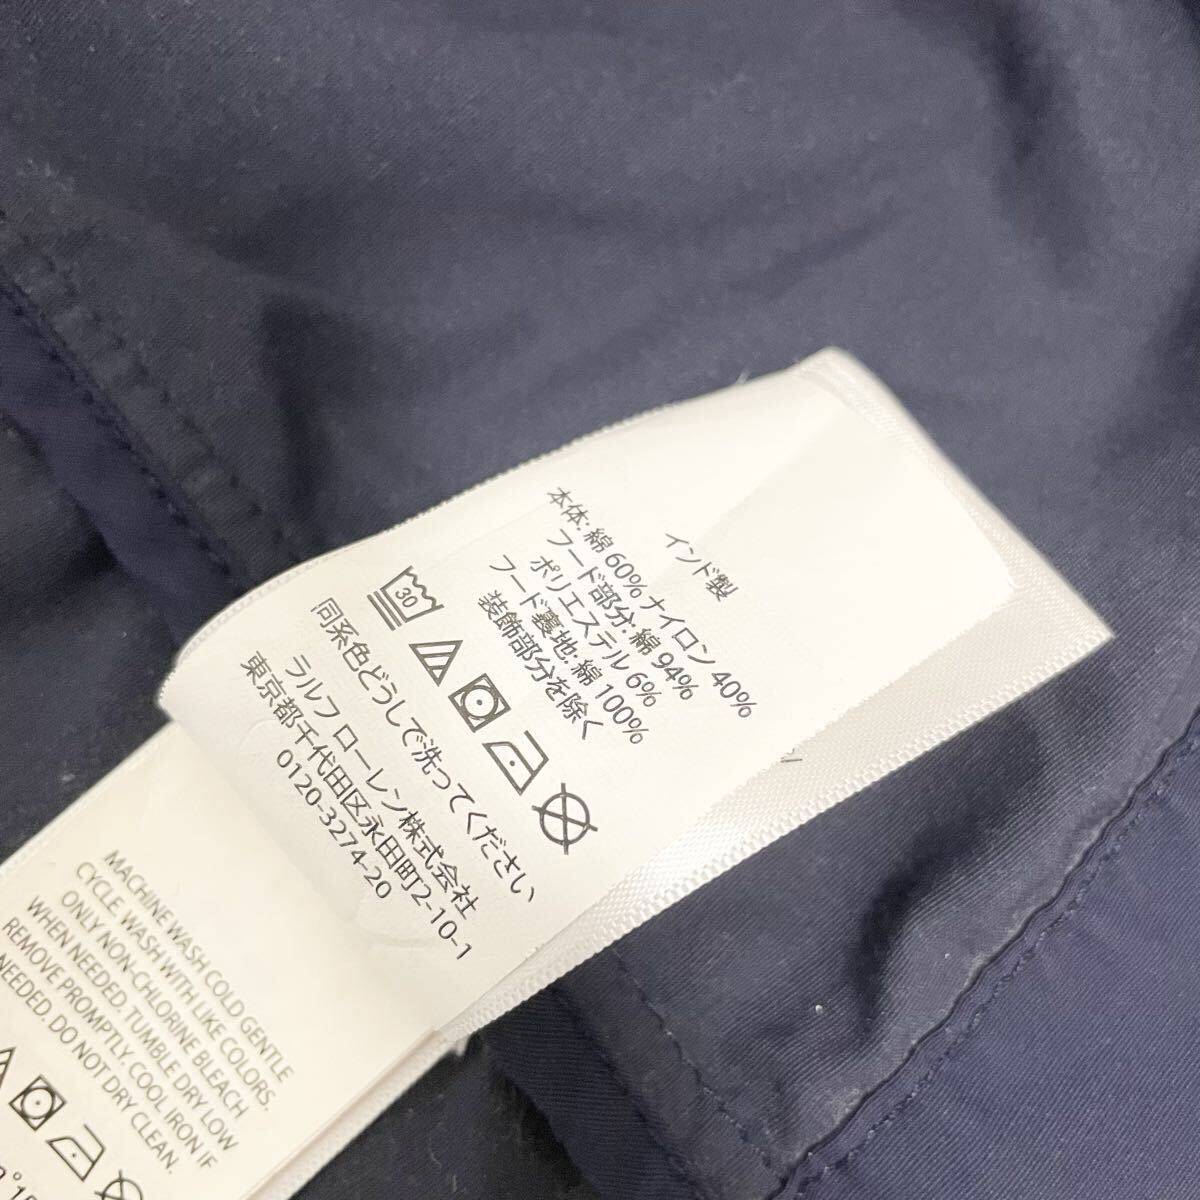 インド製
本体: 綿 60% ナイロン 40%
フード部分: 綿 94%
ポリエステル 6%
フード裏地: 綿 100%
装飾部分を除く
30
同系色どうしで洗ってください
ラルフ ローレン株式会社
東京都千代田区永田町2-10-1
0120-3274-20
MACHINE WASH COLD GENTLE
CYCLE. WASH WITH LIKE COLORS.
ONLY NON-CHLORINE BLEACH
WHEN NEEDED. TUMBLE DRY LOW
REMOVE PROMPTLY. COOL IRON IF
NEEDED. DO NOT DRY CLEAN.